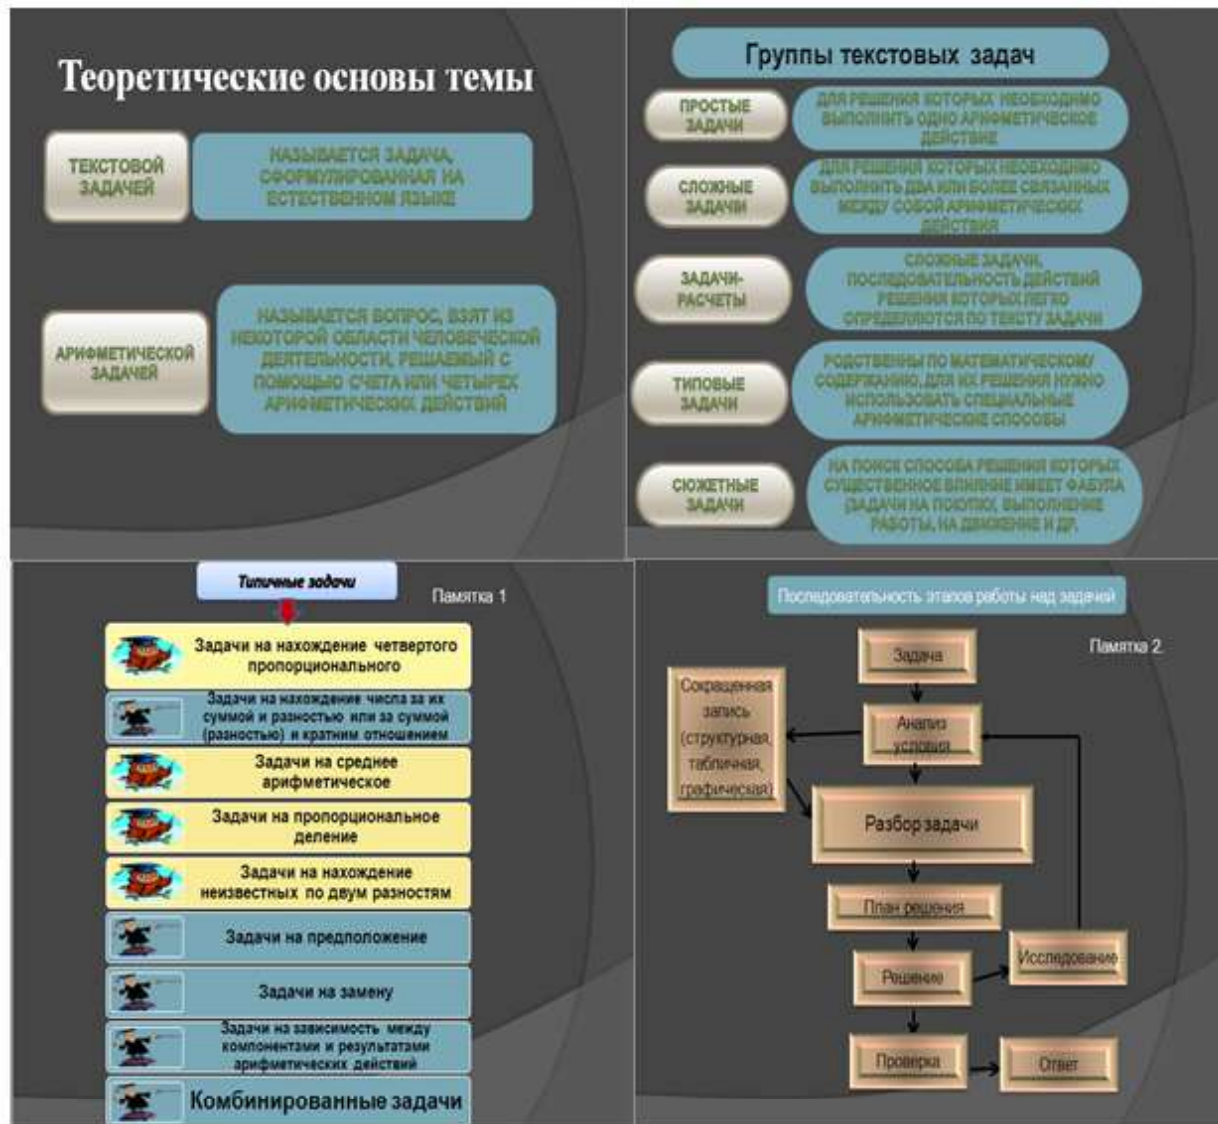 Теоретические основы темы
ТЕКСТОВОЙ
ЗАДАЧЕЙ
НАЗЫВАЕТСЯ ЗАДАЧА,
СФОРМУЛИРОВАННАЯ НА
ЕСТЕСТВЕННОМ ЯЗЫКЕ
АРИФМЕТИЧЕСКОЙ
ЗАДАЧЕЙ
НАЗЫВАЕТСЯ ВОПРОС, ВЗЯТ ИЗ
НЕКОТОРОЙ ОБЛАСТИ ЧЕЛОВЕЧЕСКОЙ
ДЕЯТЕЛЬНОСТИ, РЕШАЕМЫЙ С
ПОМОЩЬЮ СЧЕТА ИЛИ ЧЕТЫРЕХ
АРИФМЕТИЧЕСКИХ ДЕЙСТВИЙ
Группы текстовых задач
ПРОСТЫЕ
ЗАДАЧИ
ДЛЯ РЕШЕНИЯ КОТОРЫХ НЕОБХОДИМО
ВЫПОЛНИТЬ ОДНО АРИФМЕТИЧЕСКОЕ
ДЕЙСТВИЕ
СЛОЖНЫЕ
ЗАДАЧИ
ДЛЯ РЕШЕНИЯ КОТОРЫХ НЕОБХОДИМО
ВЫПОЛНИТЬ ДВА ИЛИ БОЛЕЕ СВЯЗАННЫХ
МЕЖДУ СОБОЙ АРИФМЕТИЧЕСКИХ
ДЕЙСТВИЯ
ЗАДАЧИ-
РАСЧЕТЫ
СЛОЖНЫЕ ЗАДАЧИ,
ПОСЛЕДОВАТЕЛЬНОСТЬ ДЕЙСТВИЙ
РЕШЕНИЯ КОТОРЫХ ЛЕГКО
ОПРЕДЕЛЯЮТСЯ ПО ТЕКСТУ ЗАДАЧИ
ТИПОВЫЕ
ЗАДАЧИ
РОДСТВЕННЫ ПО МАТЕМАТИЧЕСКОМУ
СОДЕРЖАНИЮ, ДЛЯ ИХ РЕШЕНИЯ НУЖНО
ИСПОЛЬЗОВАТЬ СПЕЦИАЛЬНЫЕ
АРИФМЕТИЧЕСКИЕ СПОСОБЫ
СЮЖЕТНЫЕ
ЗАДАЧИ
НА ПОИСК СПОСОБА РЕШЕНИЯ КОТОРЫХ
СУЩЕСТВЕННОЕ ВЛИЯНИЕ ИМЕЕТ ФАБУЛА
(ЗАДАЧИ НА ПОКУПКУ, ВЫПОЛНЕНИЕ
РАБОТЫ, НА ДВИЖЕНИЕ И ДР.
Типичные задачи
Памятка 1
Задачи на нахождение четвертого
пропорционального
Задачи на нахождение числа за их
суммой и разностью или за суммой
(разностью) и кратним отношением
Задачи на среднее
арифметическое
Задачи на пропорциональное
деление
Задачи на нахождение
неизвестных по двум разностям
Задачи на предположение
Задачи на замену
Задачи на зависимость между
компонентами и результатами
арифметических действий
Комбинированные задачи
Последовательность этапов работы над задачей
Памятка 2
Задача
Сокращенная
запись
(структурная,
табличная,
графическая)
Анализ
условия
Разбор задачи
План решения
Решение
Исследование
Проверка
Ответ